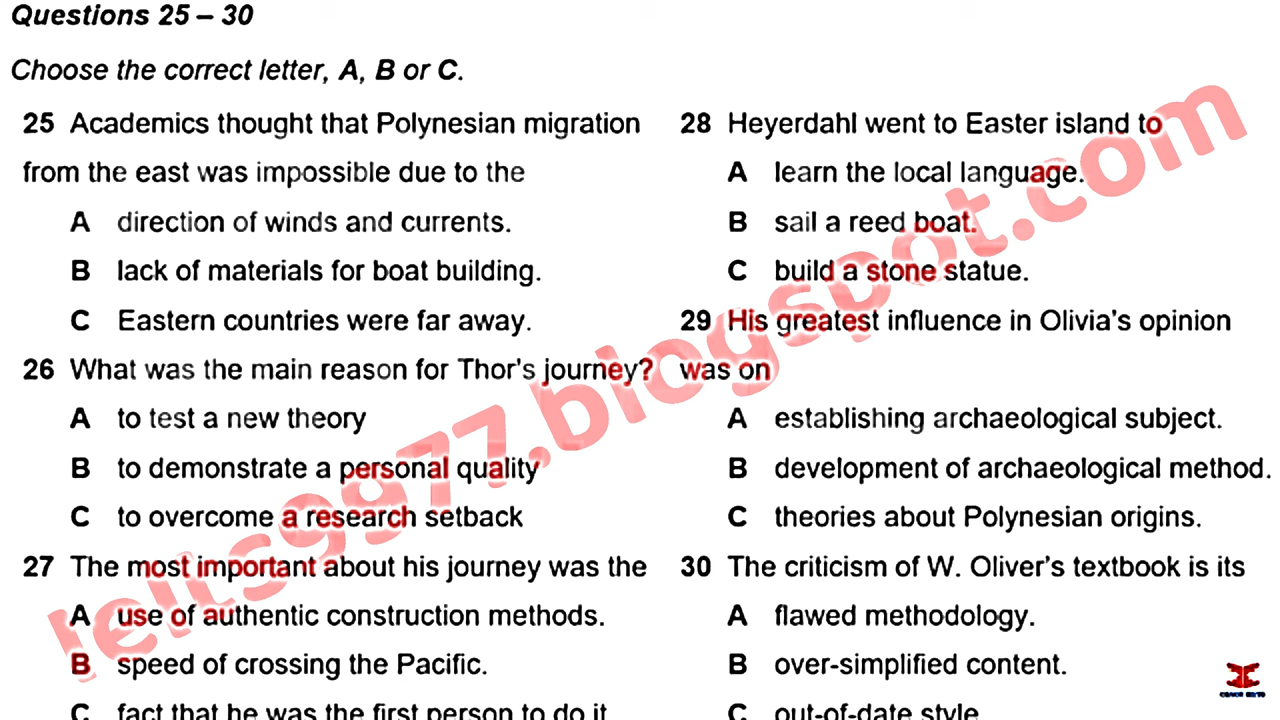 Questions 25 – 30
Choose the correct letter, A, B or C.
25 Academics thought that Polynesian migration
from the east was impossible due to the
A direction of winds and currents.
B lack of materials for boat building.
C Eastern countries were far away.
26 What was the main reason for Thor's journey?
A to test a new theory
B to demonstrate a personal quality
C to overcome a research setback
27 The most important about his journey was the
A use of authentic construction methods.
B speed of crossing the Pacific.
C fact that he was the first person to do it
28 Heyerdahl went to Easter island to
A learn the local language.
B sail a reed boat.
C build a stone statue.
29 His greatest influence in Olivia's opinion
was on
A establishing archaeological subject.
B development of archaeological method.
C theories about Polynesian origins.
30 The criticism of W. Oliver's textbook is its
A flawed methodology.
B over-simplified content.
C out-of-date style
ielts9977.blogspot.com